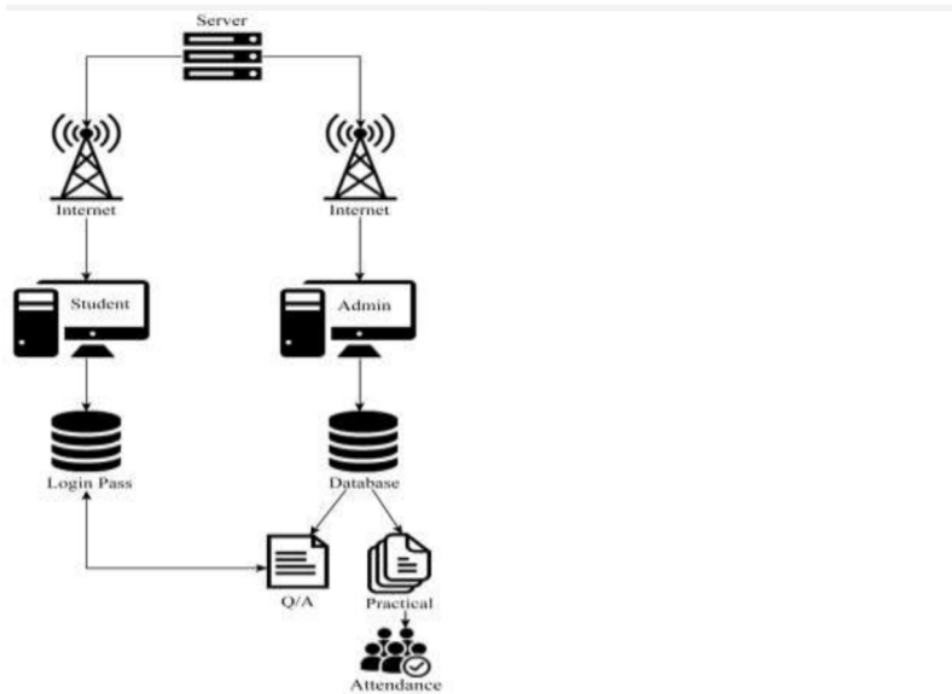 Server
Internet
Internet
Student
Admin
Login Pass
Database
Q/A
Practical
Attendance